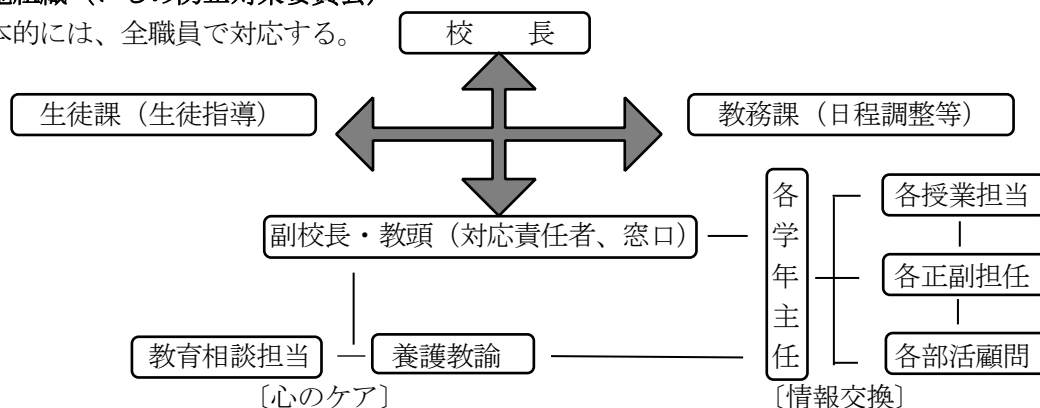 組織（いじめ防止対策委員会）
本的には、全職員で対応する。
校　長
生徒課（生徒指導）
教務課（日程調整等）
副校長・教頭（対応責任者、窓口）
各学年主任
各授業担当
各正副担任
各部活顧問
教育相談担当
養護教諭
〔心のケア〕
〔情報交換〕